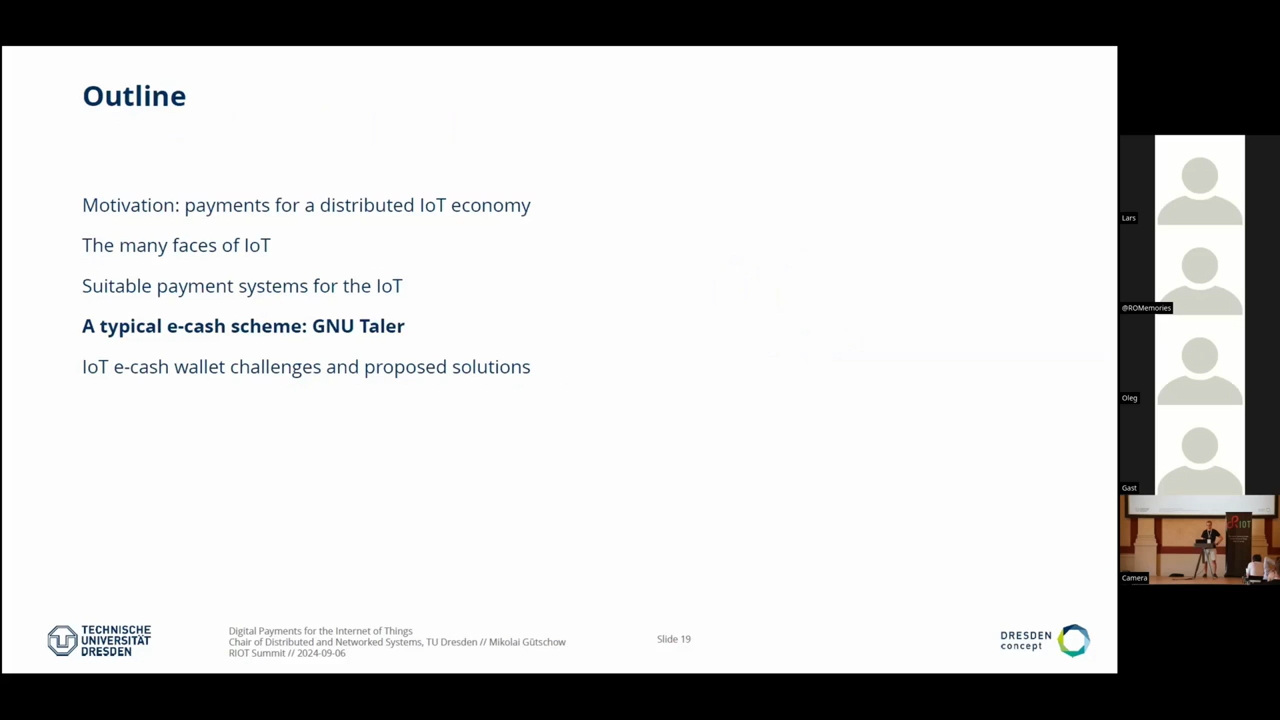 Outline
Motivation: payments for a distributed IoT economy
The many faces of IoT
Suitable payment systems for the IoT
A typical e-cash scheme: GNU Taler
IoT e-cash wallet challenges and proposed solutions
TECHNISCHE
UNIVERSITÄT
DRESDEN
Digital Payments for the Internet of Things
Chair of Distributed and Networked Systems, TU Dresden // Mikolai Gütschow
RIOT Summit // 2024-09-06
Slide 19
DRESDEN
concept
Lars
@ROMemories
Oleg
Gast
RIOT
Camera